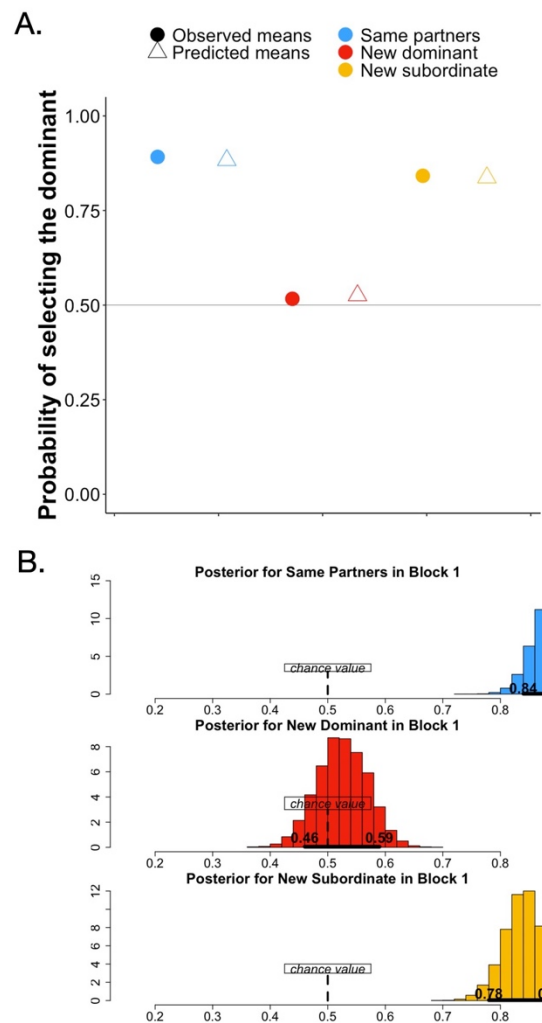 A.
Observed means
Same partners
Predicted means
New dominant
New subordinate
Probability of selecting the dominant
1.00
0.75
0.50
0.25
0.00
B.
Posterior for Same Partners in Block 1
15
10
5
0
chance value
0.84
0.2 0.3 0.4 0.5 0.6 0.7 0.8
Posterior for New Dominant in Block 1
8
6
4
2
0
chance value
0.46 0.59
0.2 0.3 0.4 0.5 0.6 0.7 0.8
Posterior for New Subordinate in Block 1
12
8
6
4
2
0
chance value
0.78
0.2 0.3 0.4 0.5 0.6 0.7 0.8